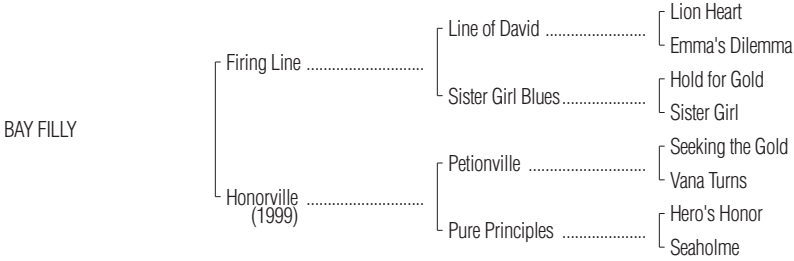 Lion Heart
Line of David ........................
Emma's Dilemma
Firing Line ............................
Hold for Gold
Sister Girl Blues....................
Sister Girl
BAY FILLY
Seeking the Gold
Petionville ............................
Vana Turns
Honorville ............................
(1999)
Hero's Honor
Pure Principles ....................
Seaholme